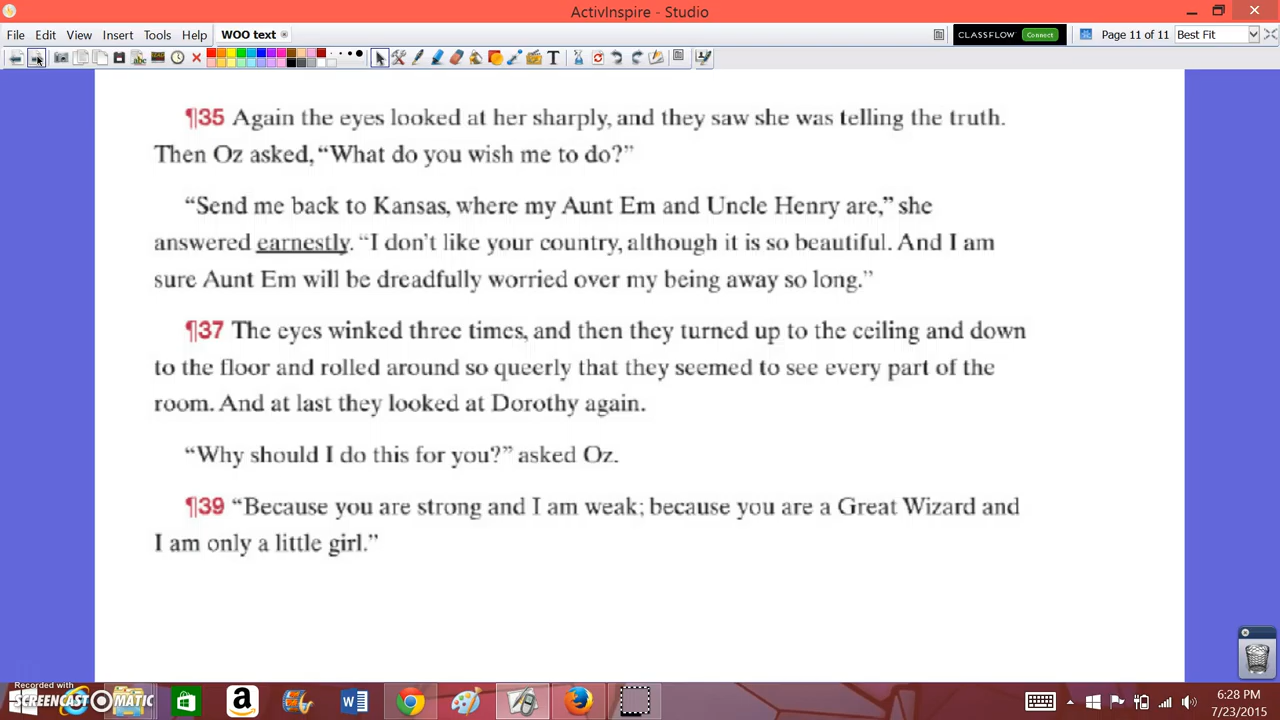 ActivInspire - Studio
File Edit View Insert Tools Help WOO text
CLASSFLOW Connect Page 11 of 11 Best Fit
¶35 Again the eyes looked at her sharply, and they saw she was telling the truth.
Then Oz asked, “What do you wish me to do?”
“Send me back to Kansas, where my Aunt Em and Uncle Henry are,” she
answered earnestly. “I don’t like your country, although it is so beautiful. And I am
sure Aunt Em will be dreadfully worried over my being away so long.”
¶37 The eyes winked three times, and then they turned up to the ceiling and down
to the floor and rolled around so queerly that they seemed to see every part of the
room. And at last they looked at Dorothy again.
“Why should I do this for you?” asked Oz.
¶39 “Because you are strong and I am weak; because you are a Great Wizard and
I am only a little girl.”
Recorded with
SCREENCAST-O-MATIC
6:28 PM
7/23/2015